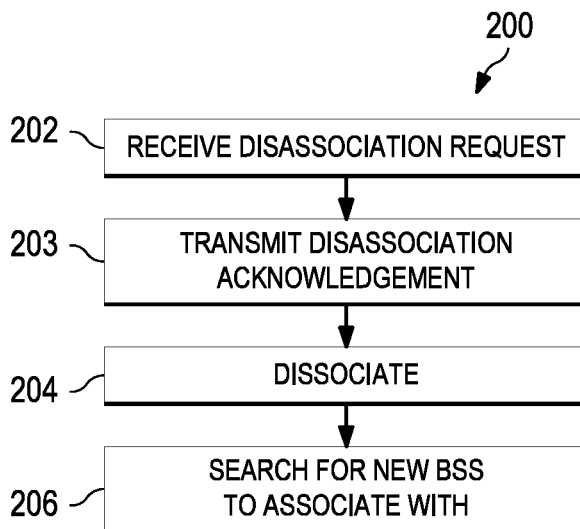 200
202
RECEIVE DISASSOCIATION REQUEST
203
TRANSMIT DISASSOCIATION
ACKNOWLEDGEMENT
204
DISSOCIATE
206
SEARCH FOR NEW BSS
TO ASSOCIATE WITH